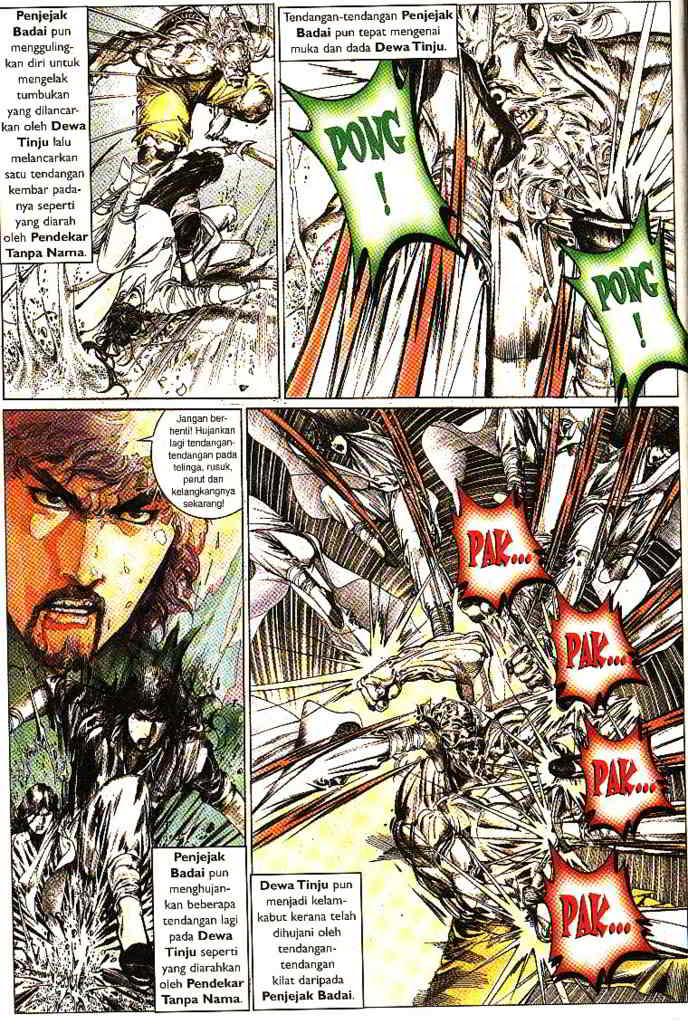 Penjejak
Badai pun
mengguling-
kan diri untuk
mengelak
tumbukan
yang dilancar-
kan oleh Dewa
Tinju lalu
melancarkan
satu tendangan
kembar pada-
nya seperti
yang diarah
oleh Pendekar
Tanpa Nama.
Tendangan-tendangan Penjejak
Badai pun tepat mengenai
muka dan dada Dewa Tinju.
PONG
!
PONG
!
Jangan ber-
henti! Hujankan
lagi tendangan-
tendangan pada
telinga, rusuk,
perut dan
kelangkangnya
sekarang!
PAK...
PAK...
PAK...
PAK...
Penjejak
Badai pun
menghujan-
kan beberapa
tendangan lagi
pada Dewa
Tinju seperti
yang diarahkan
oleh Pendekar
Tanpa Nama.
Dewa Tinju pun
menjadi kelam-
kabut kerana telah
dihujani oleh
tendangan-
tendangan
kilat daripada
Penjejak Badai.